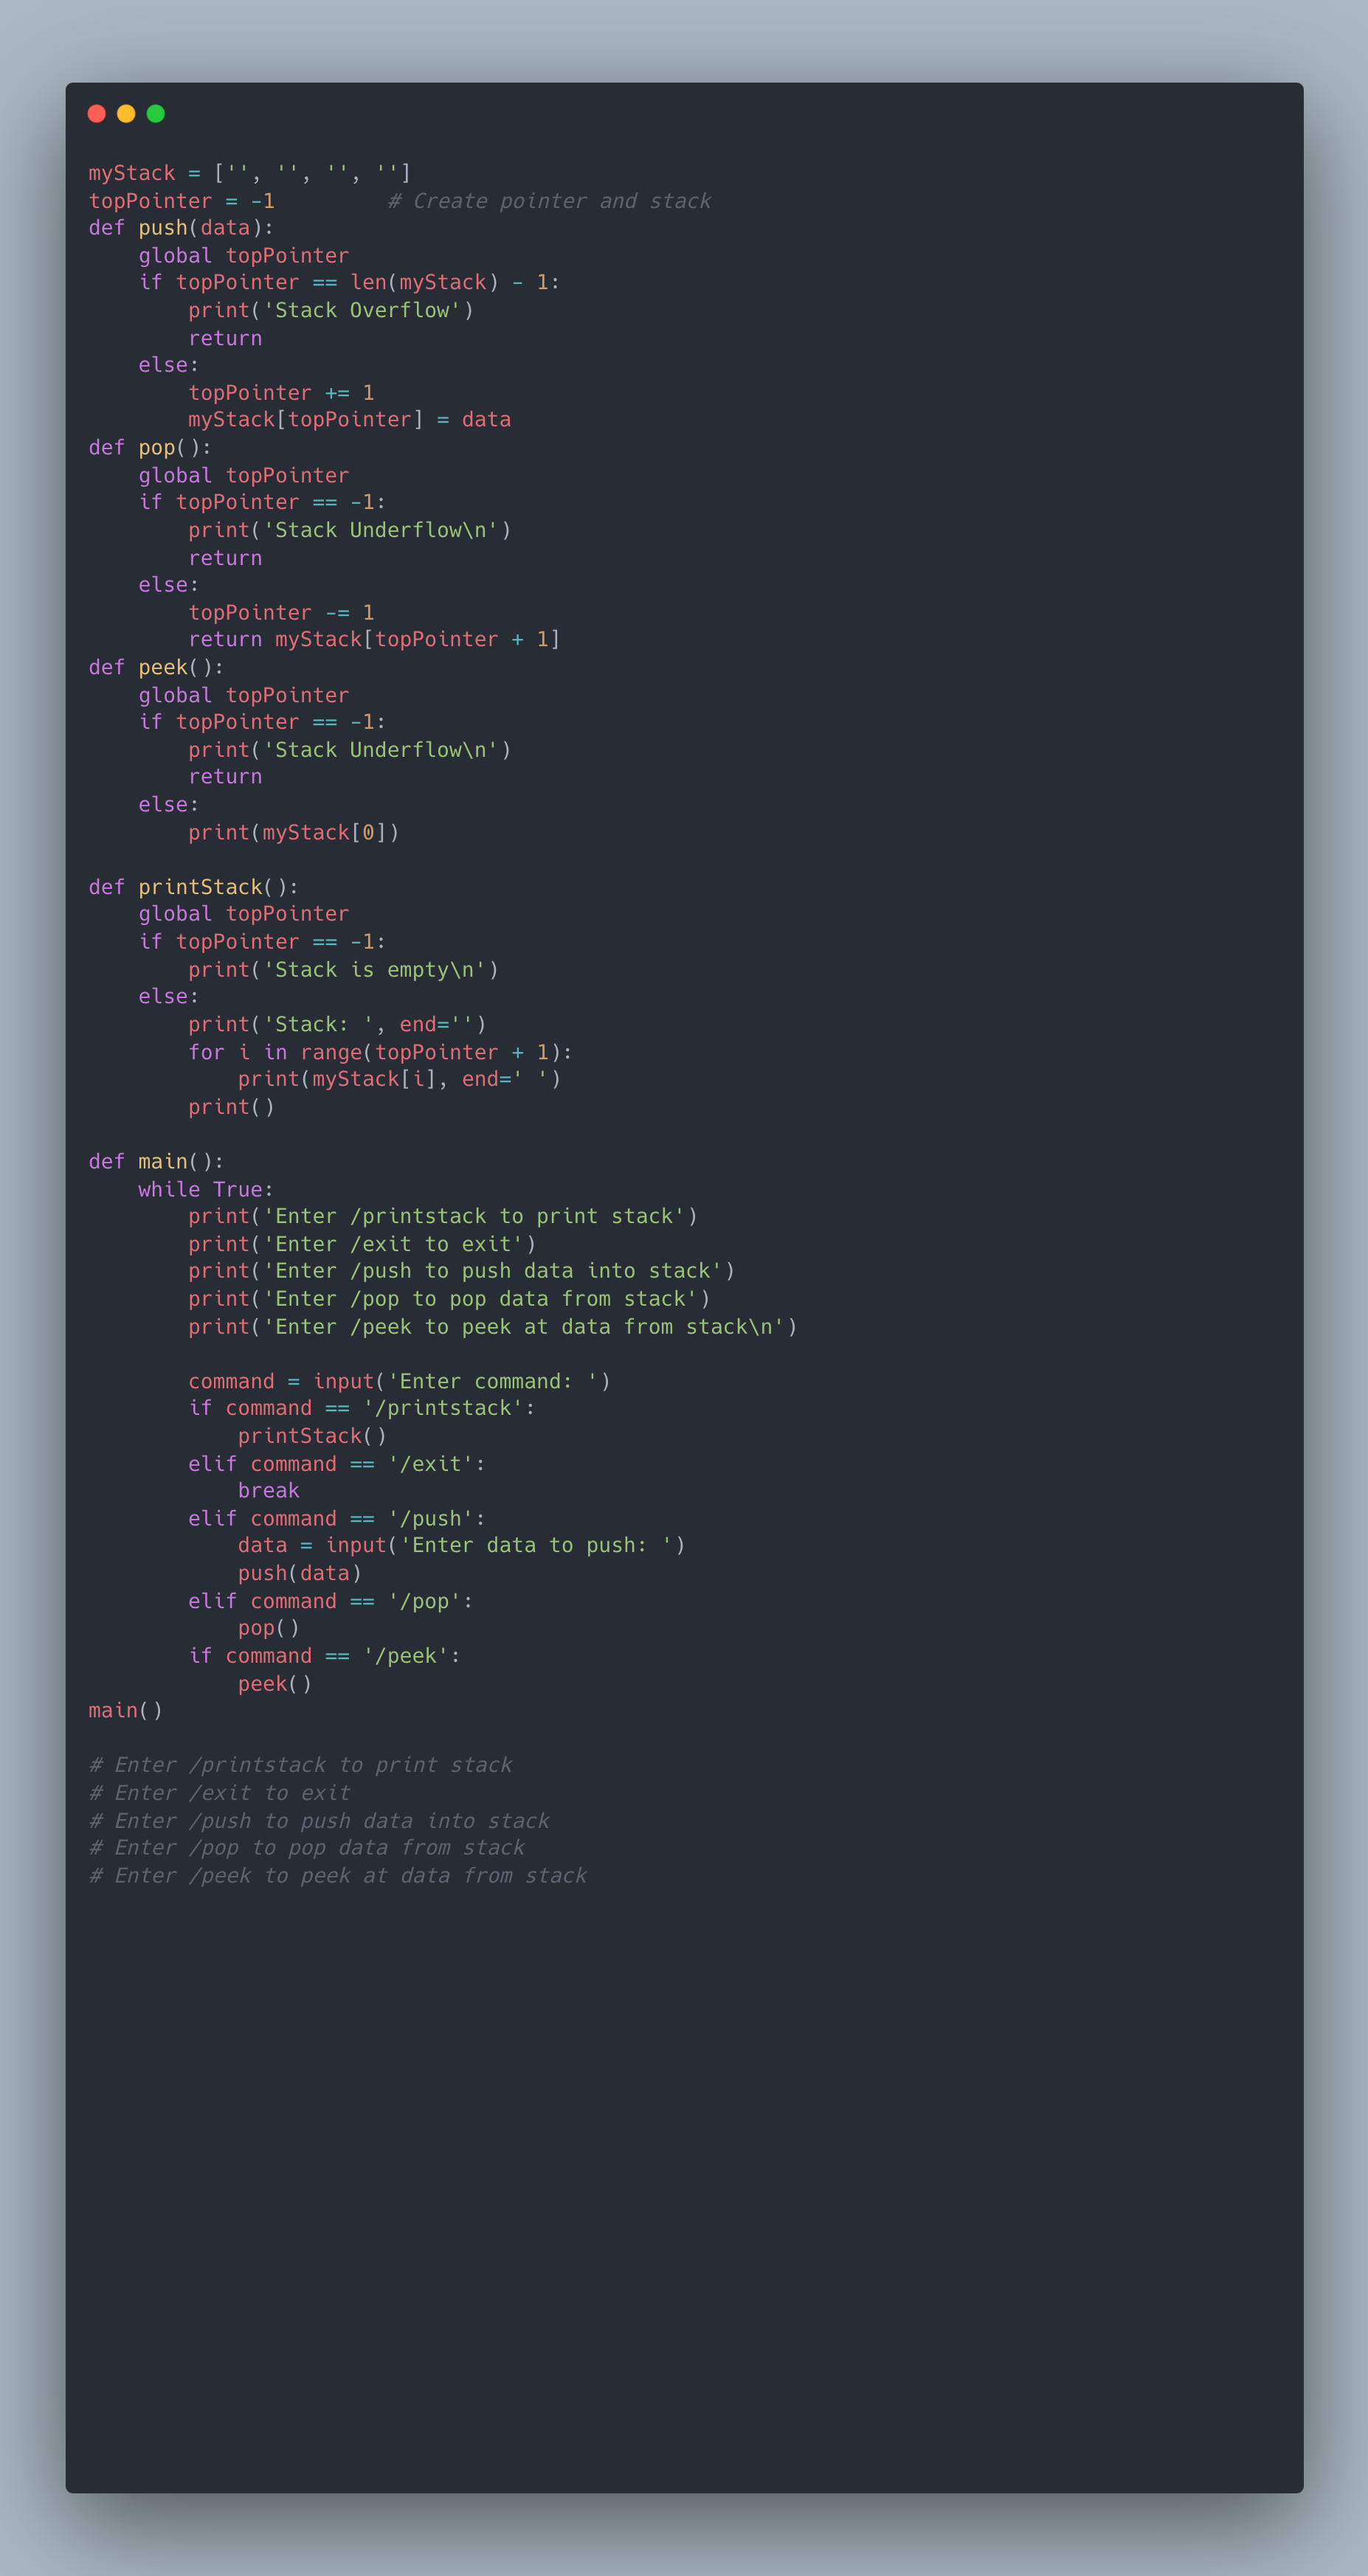 myStack = ['', '', '', '']
topPointer = -1         # Create pointer and stack
def push(data):
    global topPointer
    if topPointer == len(myStack) - 1:
        print('Stack Overflow')
        return
    else:
        topPointer += 1
        myStack[topPointer] = data
def pop():
    global topPointer
    if topPointer == -1:
        print('Stack Underflow\n')
        return
    else:
        topPointer -= 1
        return myStack[topPointer + 1]
def peek():
    global topPointer
    if topPointer == -1:
        print('Stack Underflow\n')
        return
    else:
        print(myStack[0])

def printStack():
    global topPointer
    if topPointer == -1:
        print('Stack is empty\n')
    else:
        print('Stack: ', end='')
        for i in range(topPointer + 1):
            print(myStack[i], end=' ')
        print()

def main():
    while True:
        print('Enter /printstack to print stack')
        print('Enter /exit to exit')
        print('Enter /push to push data into stack')
        print('Enter /pop to pop data from stack')
        print('Enter /peek to peek at data from stack\n')

        command = input('Enter command: ')
        if command == '/printstack':
            printStack()
        elif command == '/exit':
            break
        elif command == '/push':
            data = input('Enter data to push: ')
            push(data)
        elif command == '/pop':
            pop()
        if command == '/peek':
            peek()
main()

# Enter /printstack to print stack
# Enter /exit to exit
# Enter /push to push data into stack
# Enter /pop to pop data from stack
# Enter /peek to peek at data from stack